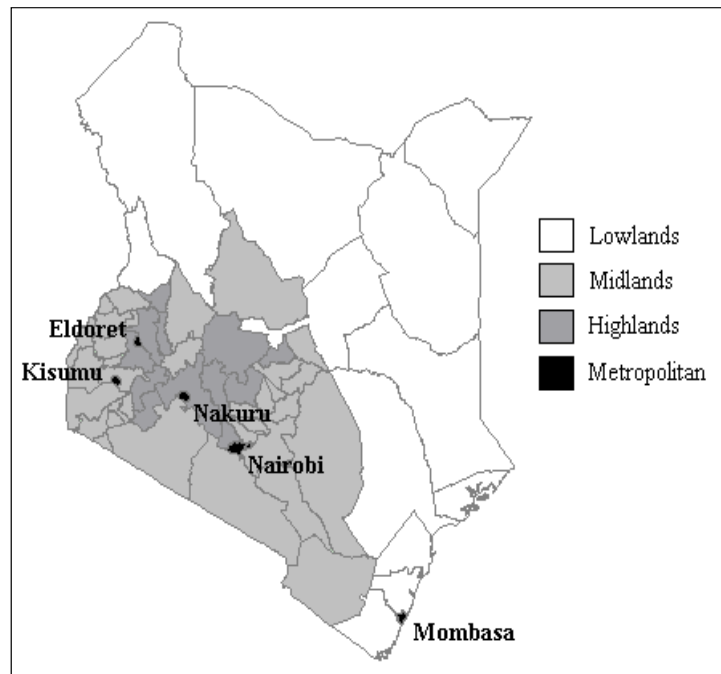 Lowlands
Midlands
Highlands
Metropolitan
Eldoret
Kisumu
Nakuru
Nairobi
Mombasa